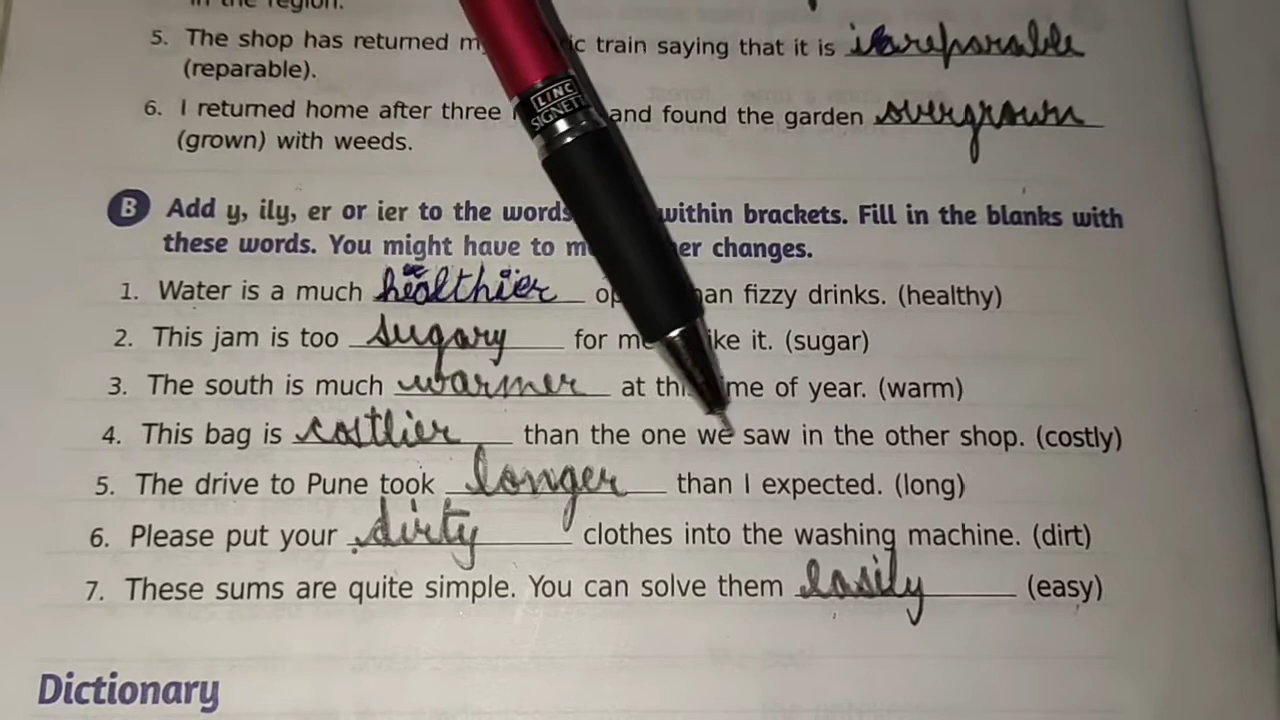 in the region.
5. The shop has returned ic train saying that it is irreparable
(reparable).
6. I returned home after three and found the garden overgrown
(grown) with weeds.
LINC
SIGNETT
B Add y, ily, er or ier to the words within brackets. Fill in the blanks with
these words. You might have to er changes.
1. Water is a much healthier op an fizzy drinks. (healthy)
2. This jam is too sugary for me ike it. (sugar)
3. The south is much warmer at thi ime of year. (warm)
4. This bag is costlier than the one we saw in the other shop. (costly)
5. The drive to Pune took longer than I expected. (long)
6. Please put your dirty clothes into the washing machine. (dirt)
7. These sums are quite simple. You can solve them easily (easy)
Dictionary